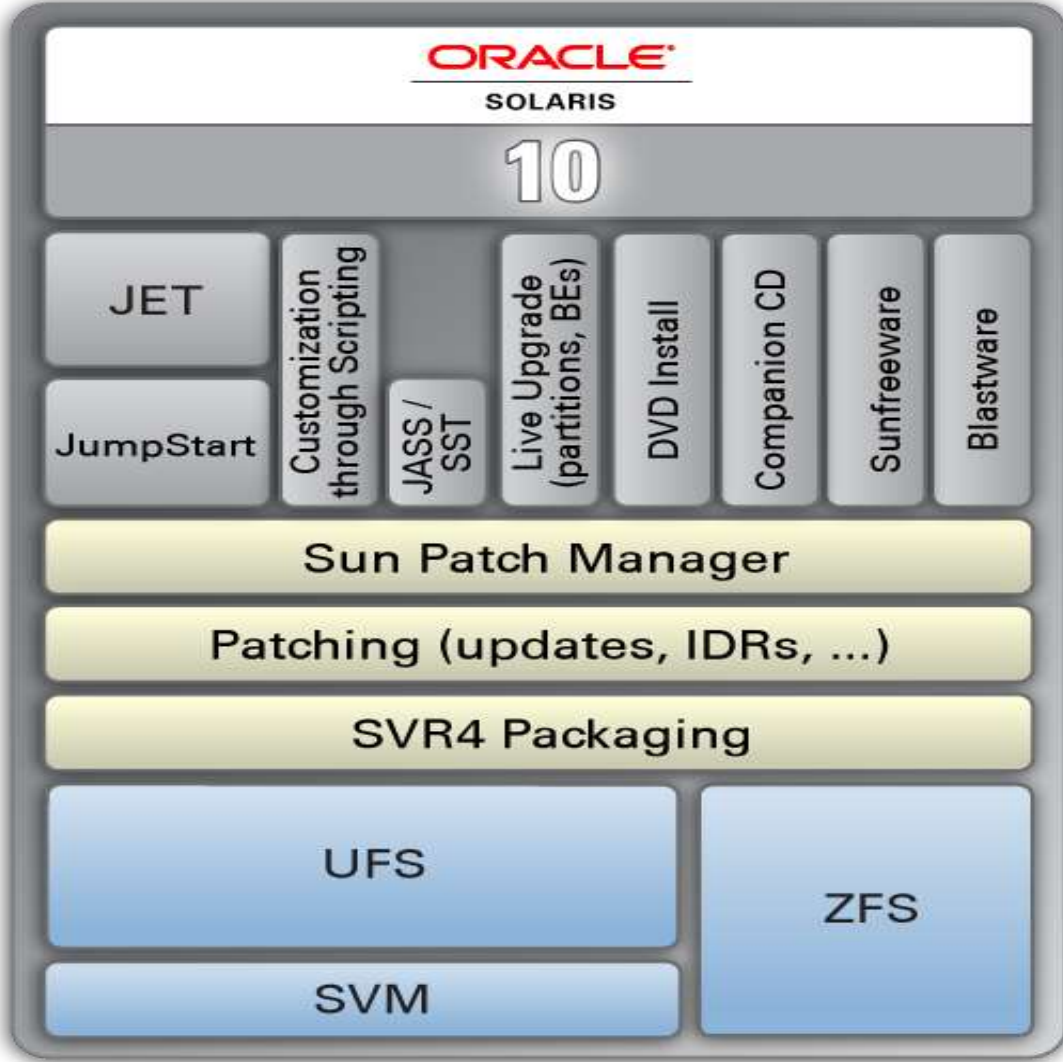 ORACLE
SOLARIS
10
JET
JumpStart
Customization
through Scripting
JASS /
SST
Live Upgrade
(partitions, BEs)
DVD Install
Companion CD
Sunfreeware
Blastware
Sun Patch Manager
Patching (updates, IDRs, ...)
SVR4 Packaging
UFS
ZFS
SVM